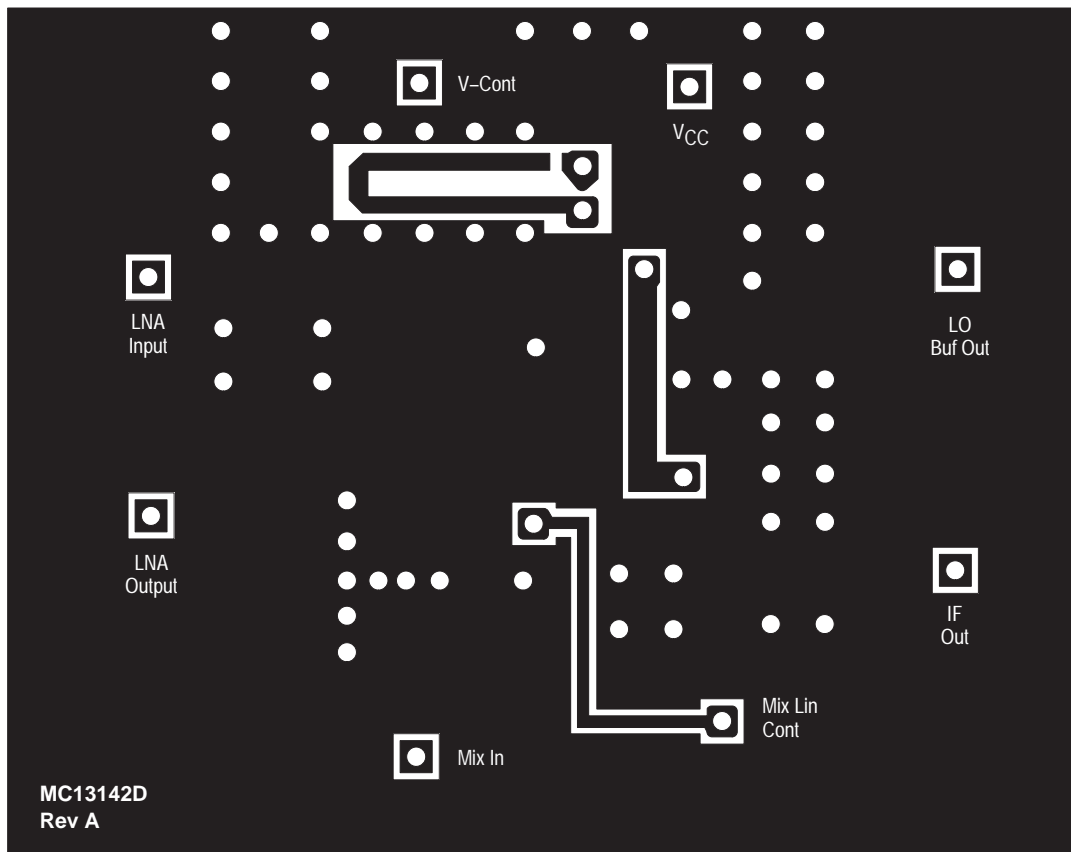 V–Cont
VCC
LNA
Input
LO
Buf Out
LNA
Output
IF
Out
Mix Lin
Cont
Mix In
MC13142D
Rev A